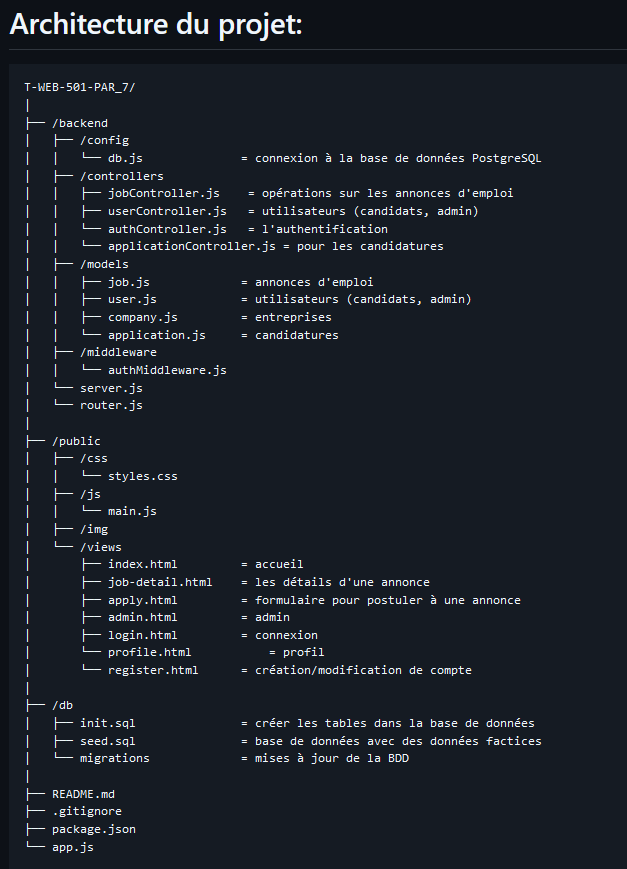 Architecture du projet:
T-WEB-501-PAR_7/
│
├── /backend
│   ├── /config
│   │   └── db.js              = connexion à la base de données PostgreSQL
│   ├── /controllers
│   │   ├── jobController.js    = opérations sur les annonces d'emploi
│   │   ├── userController.js   = utilisateurs (candidats, admin)
│   │   └── authController.js   = l'authentification
│   │   └── applicationController.js = pour les candidatures
│   ├── /models
│   │   ├── job.js             = annonces d'emploi
│   │   ├── user.js            = utilisateurs (candidats, admin)
│   │   ├── company.js         = entreprises
│   │   └── application.js     = candidatures
│   ├── /middleware
│   │   └── authMiddleware.js
│   └── server.js
│   └── router.js
│
├── /public
│   ├── /css
│   │   └── styles.css
│   ├── /js
│   │   └── main.js
│   ├── /img
│   └── /views
│       ├── index.html         = accueil
│       ├── job-detail.html    = les détails d'une annonce
│       ├── apply.html         = formulaire pour postuler à une annonce
│       ├── admin.html         = admin
│       ├── login.html         = connexion
│       └── profile.html           = profil
│       └── register.html      = création/modification de compte
│
├── /db
│   ├── init.sql               = créer les tables dans la base de données
│   ├── seed.sql               = base de données avec des données factices
│   └── migrations             = mises à jour de la BDD
│
├── README.md
├── .gitignore
├── package.json
└── app.js